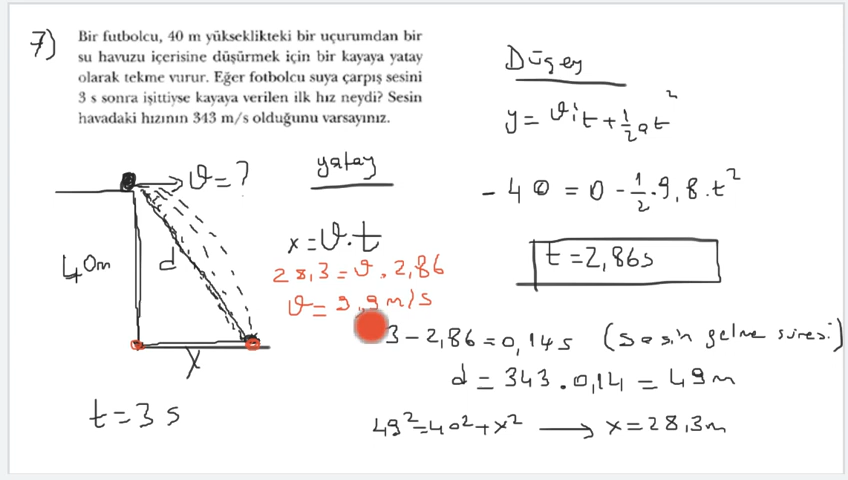 7)
Bir futbolcu, 40 m yükseklikteki bir uçurumdan bir
su havuzu içerisine düşürmek için bir kayaya yatay
olarak tekme vurur. Eğer fotbolcu suya çarpış sesini
3 s sonra işittiyse kayaya verilen ilk hız neydi? Sesin
havadaki hızının 343 m/s olduğunu varsayınız.
Düşey
y = ϑit + 1/2 at²
- 40 = 0 - 1/2 . 9,8 . t²
t = 2,86s
yatay
x = ϑ.t
28,3 = ϑ . 2,86
ϑ = 9,9 m/s
ϑ = ?
40m
d
x
t = 3 s
3 - 2,86 = 0,14s (sesin gelme süresi)
d = 343 . 0,14 = 49m
49² = 40² + x² → x = 28,3m